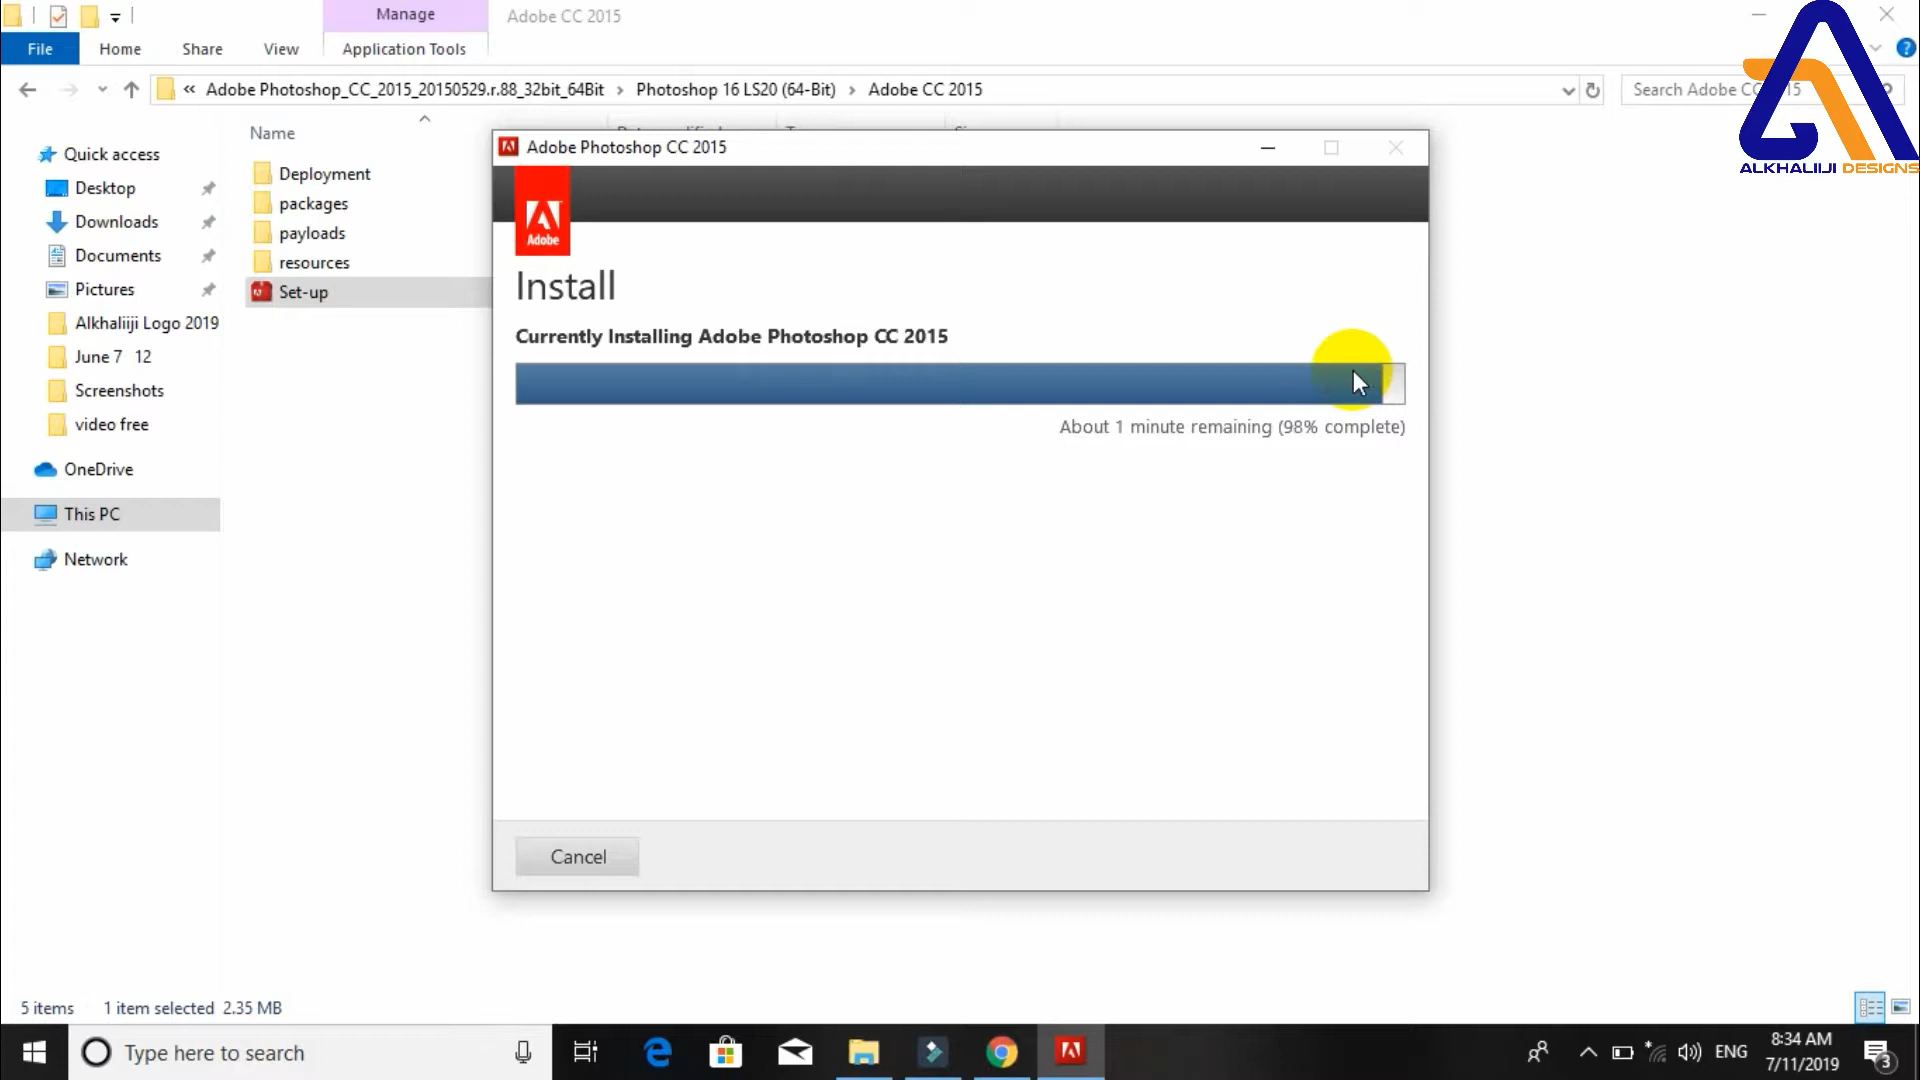 Manage
Adobe CC 2015
File
Home
Share
View
Application Tools
« Adobe Photoshop_CC_2015_20150529.r.88_32bit_64Bit › Photoshop 16 LS20 (64-Bit) › Adobe CC 2015
Search Adobe CC
15
ALKHALIIJI DESIGNS
Name
Quick access
Desktop
Downloads
Documents
Pictures
Alkhaliiji Logo 2019
June 7 12
Screenshots
video free
OneDrive
This PC
Network
Deployment
packages
payloads
resources
Set-up
Adobe Photoshop CC 2015
Adobe
Install
Currently Installing Adobe Photoshop CC 2015
About 1 minute remaining (98% complete)
Cancel
5 items
1 item selected 2.35 MB
Type here to search
ENG
8:34 AM
7/11/2019
3